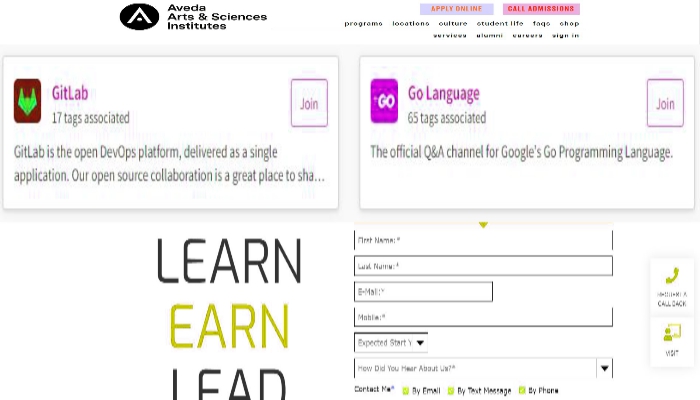 Aveda
Arts & Sciences
Institutes
APPLY ONLINE CALL ADMISSIONS
programs locations culture student life faqs shop
services alumni careers sign in
GitLab
17 tags associated
Join
GitLab is the open DevOps platform, delivered as a single
application. Our open source collaboration is a great place to sha...
GO
Go Language
65 tags associated
Join
The official Q&A channel for Google's Go Programming Language.
LEARN
EARN
LEAD
First Name:*
Last Name:*
E-Mail:*
Mobile:*
Expected Start Y
How Did You Hear About Us?*
Contact Me* By Email By Text Message By Phone
REQUEST A
CALL BACK
VISIT